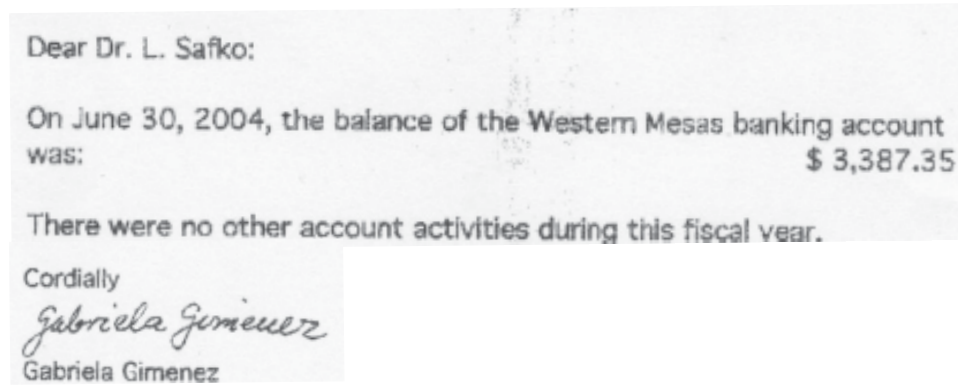 Dear Dr. L. Safko:
On June 30, 2004, the balance of the Western Mesas banking account
was: $ 3,387.35
There were no other account activities during this fiscal year.
Cordially
Gabriela Gimenez
Gabriela Gimenez